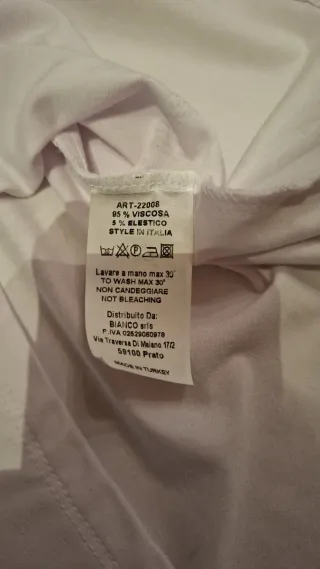 ART-22008
95 % VISCOSA
5 % ELESTICO
STYLE IN ITALIA
Lavare a mano max 30°
TO WASH MAX 30°
NON CANDEGGIARE
NOT BLEACHING
Distribuito Da:
BIANCO srls
P. IVA 02529060978
Via Traversa Di Maiano 17/2
59100 Prato
MADE IN TURKEY